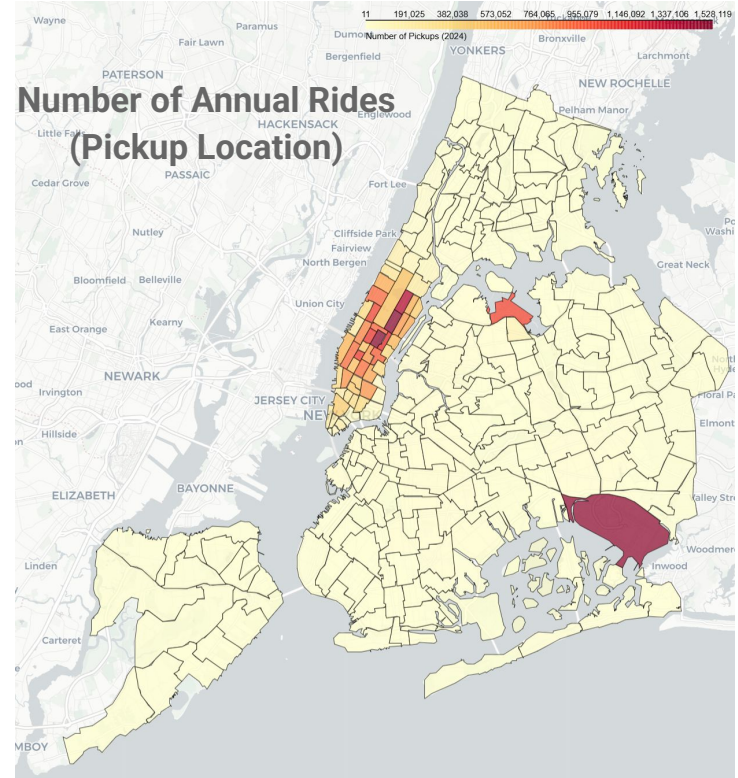 Wayne
Paramus
Fair Lawn
Bergenfield
11 191,025 382,038 573,052 764,065 955,079 1,146,092 1,337,106 1,528,119
Number of Pickups (2024)
Bronxville
YONKERS
Larchmont
PATERSON
NEW ROCHELLE
Number of Annual Rides
(Pickup Location)
Englewood
Pelham Manor
HACKENSACK
PASSAIC
Cedar Grove
Fort Lee
Nutley
Cliffside Park
Fairview
North Bergen
Great Neck
Bloomfield
Belleville
Union City
Kearny
East Orange
NEWARK
Irvington
JERSEY CITY
Elmont
Hillside
ELIZABETH
BAYONNE
Linden
Inwood
Carteret